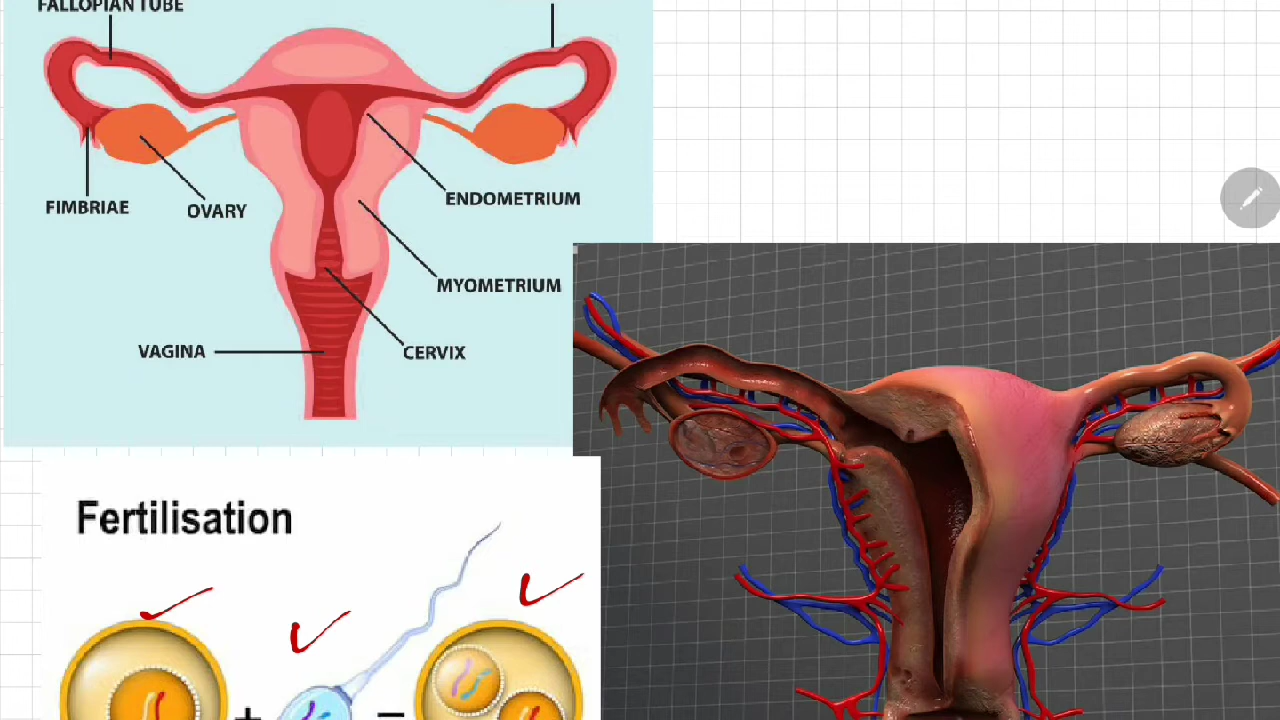 FALLOPIAN TUBE
FIMBRIAE
OVARY
ENDOMETRIUM
MYOMETRIUM
VAGINA
CERVIX
Fertilisation
+
=